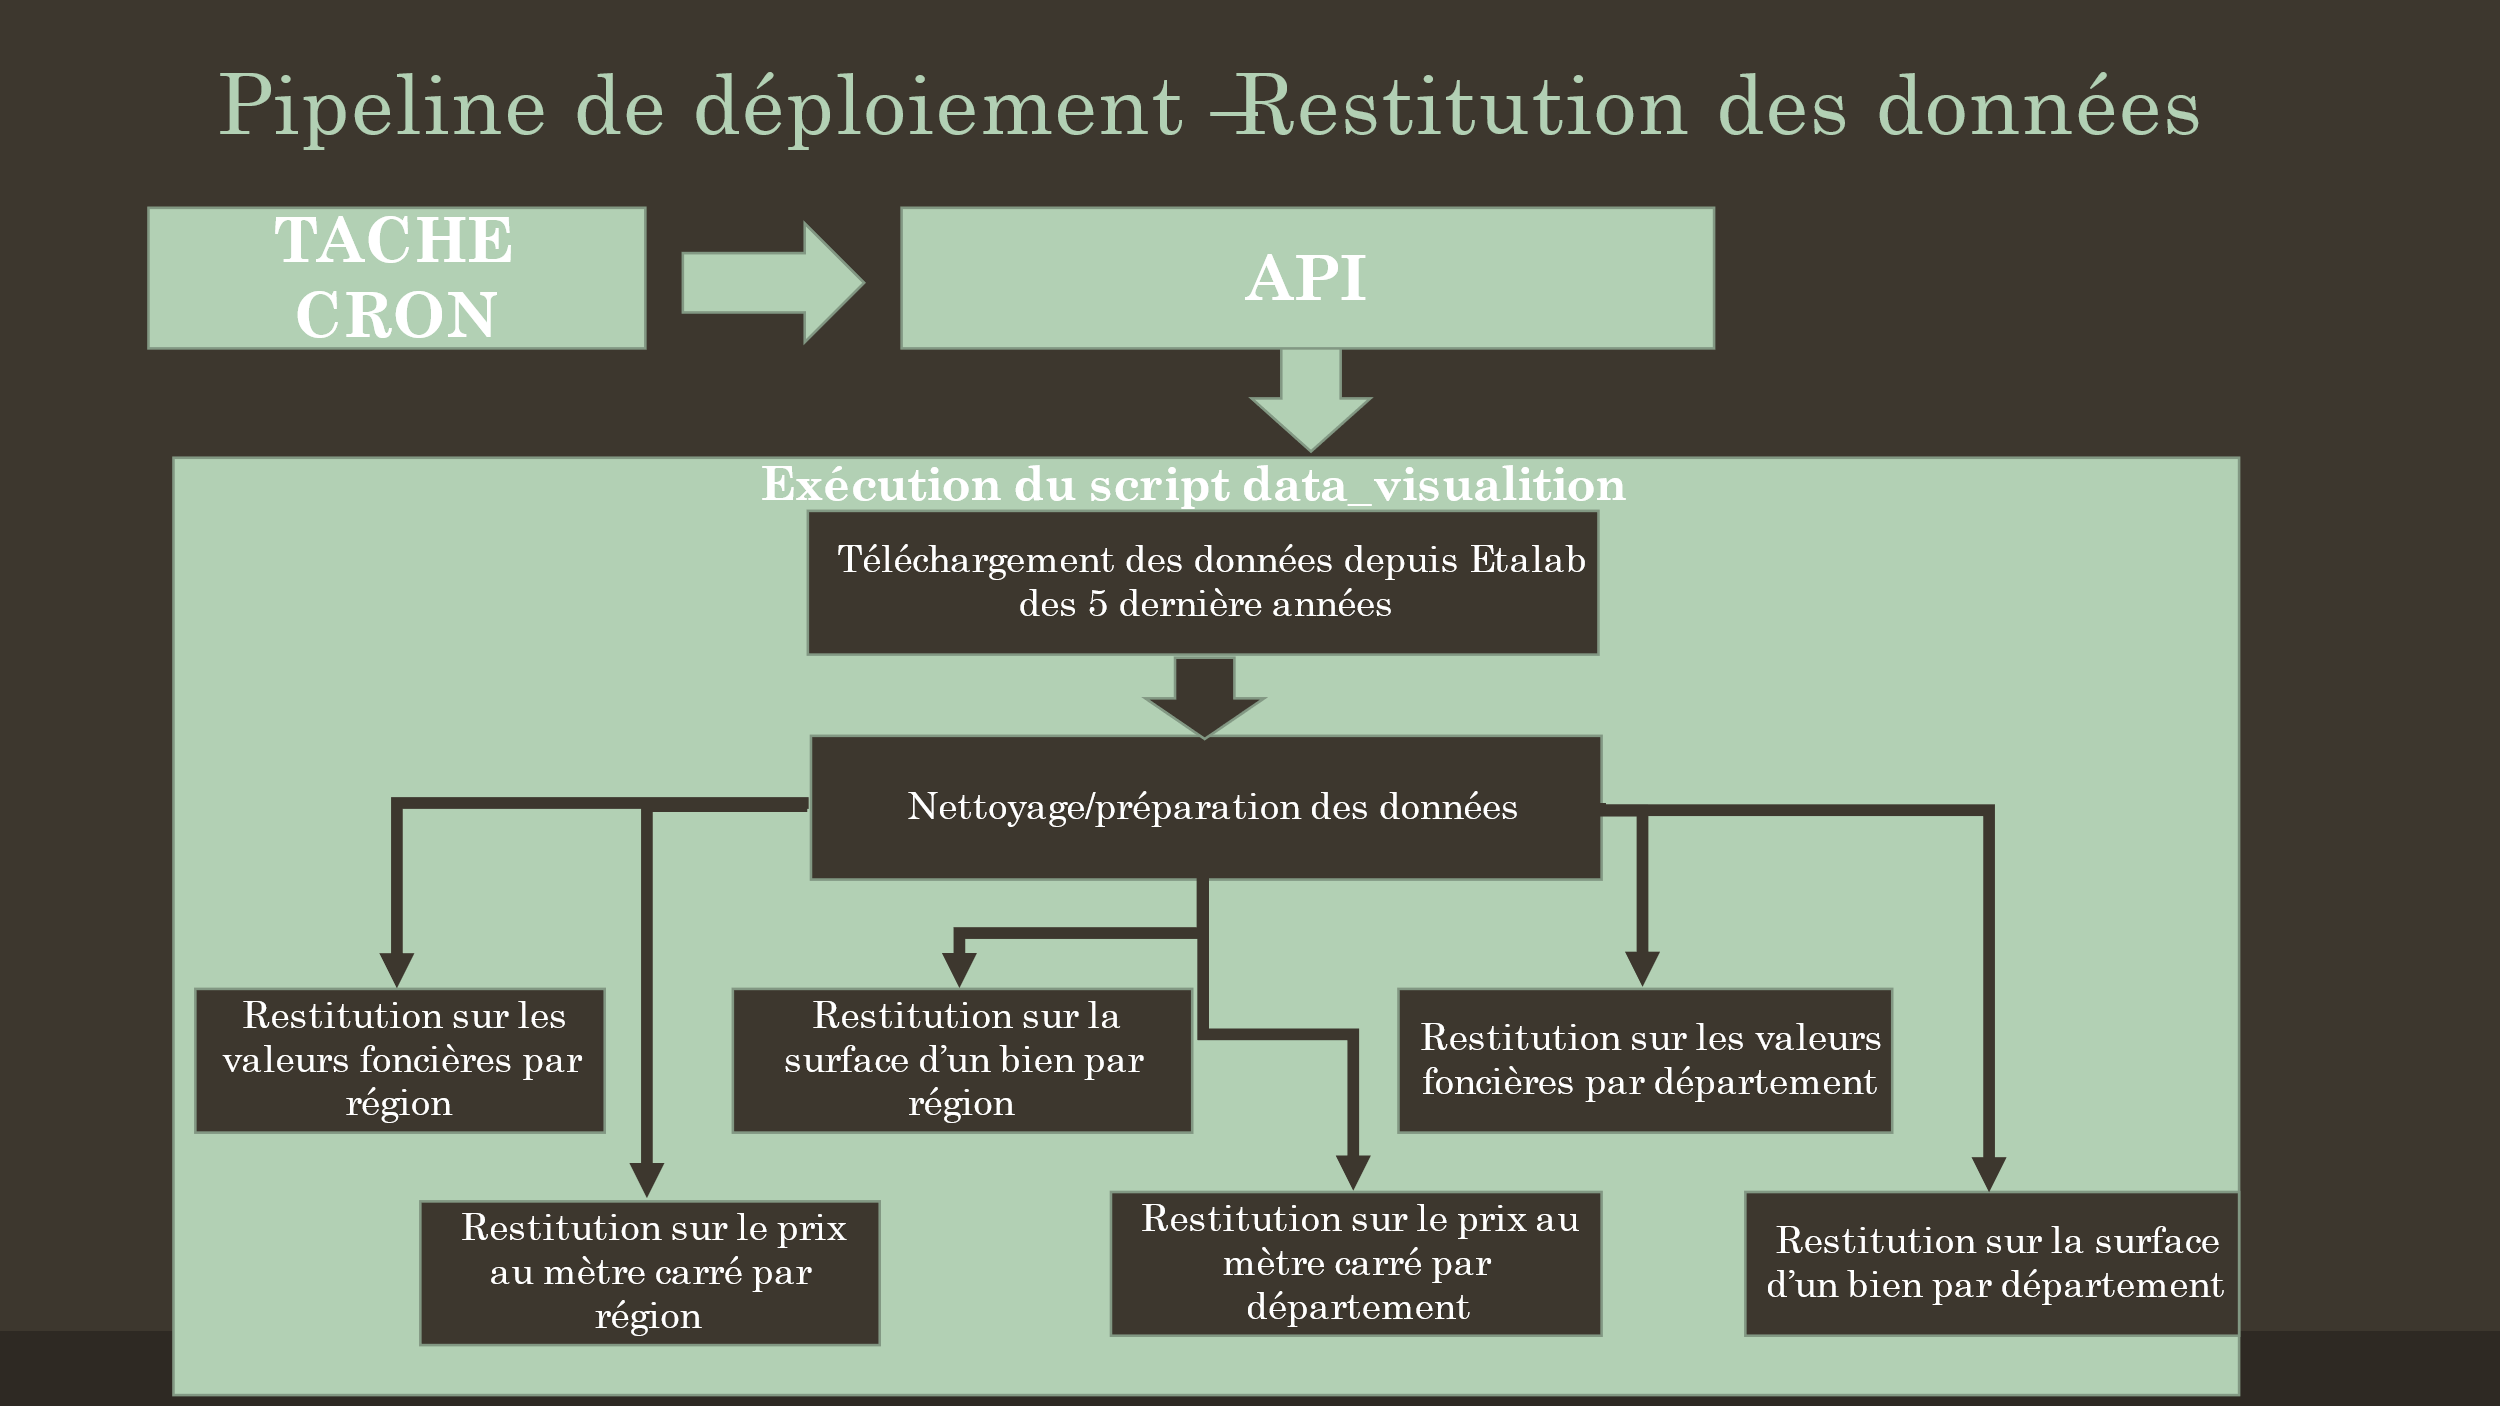 Pipeline de déploiement – Restitution des données
TACHE
CRON
API
Exécution du script data_visualition
Téléchargement des données depuis Etalab
des 5 dernière années
Nettoyage/préparation des données
Restitution sur les
valeurs foncières par
région
Restitution sur la
surface d’un bien par
région
Restitution sur les valeurs
foncières par département
Restitution sur le prix
au mètre carré par
région
Restitution sur le prix au
mètre carré par
département
Restitution sur la surface
d’un bien par département